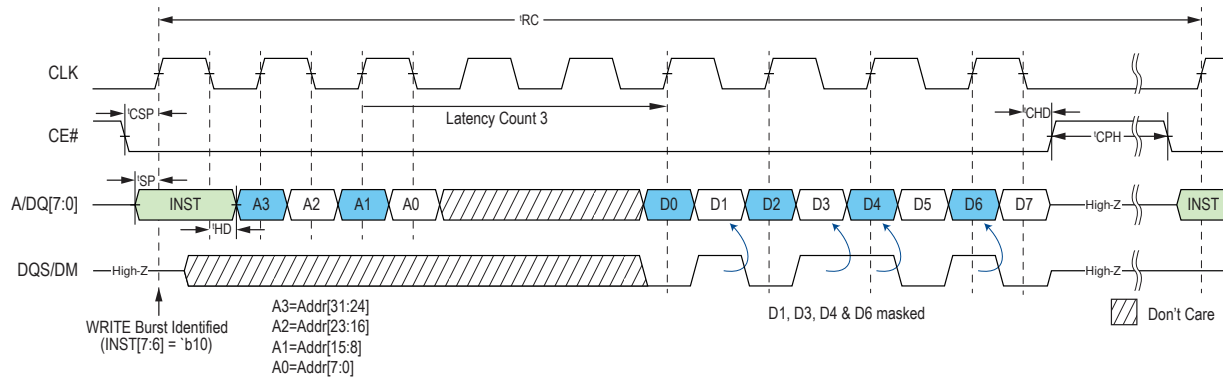 tRC
CLK
Latency Count 3
tCSP
tCHD
CE#
tCPH
tSP
A/DQ[7:0]
INST A3 A2 A1 A0 D0 D1 D2 D3 D4 D5 D6 D7 High-Z INST
tHD
DQS/DM
High-Z
High-Z
WRITE Burst Identified
(INST[7:6] = `b10)
A3=Addr[31:24]
A2=Addr[23:16]
A1=Addr[15:8]
A0=Addr[7:0]
D1, D3, D4 & D6 masked
Don't Care